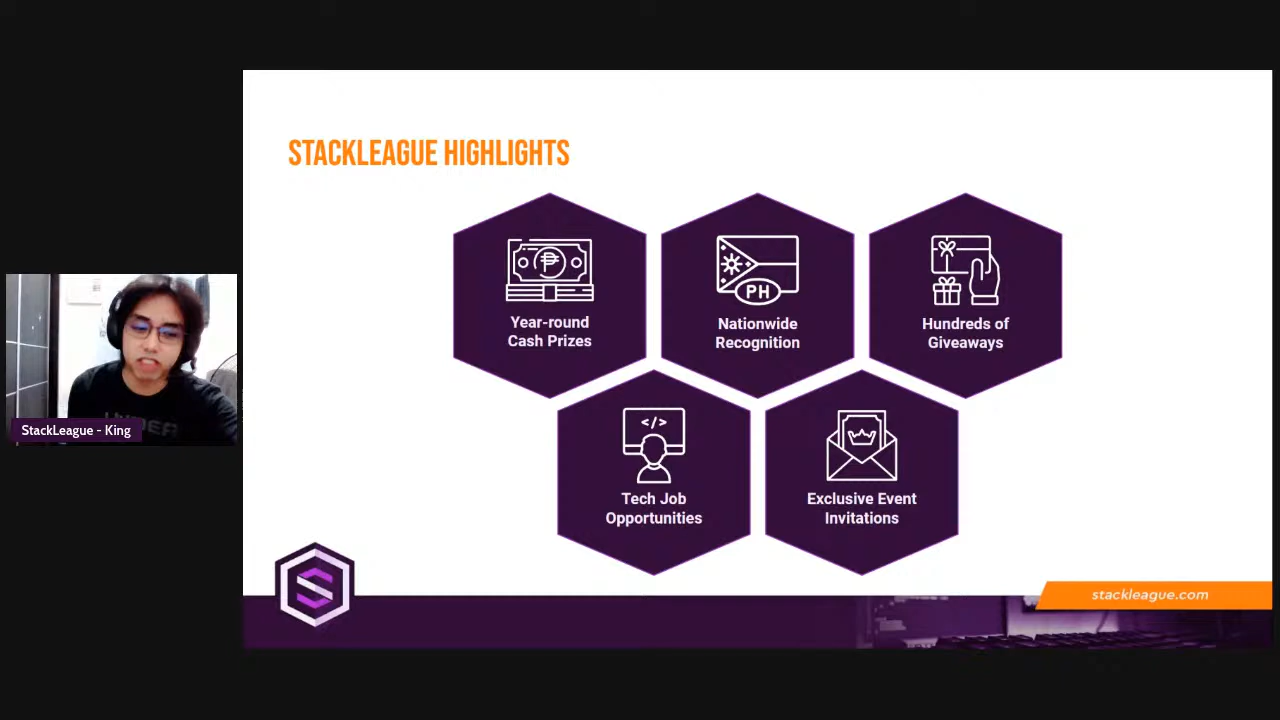 STACKLEAGUE HIGHLIGHTS
₱
Year-round
Cash Prizes
PH
Nationwide
Recognition
Hundreds of
Giveaways
</>
Tech Job
Opportunities
Exclusive Event
Invitations
StackLeague - King
S
stackleague.com